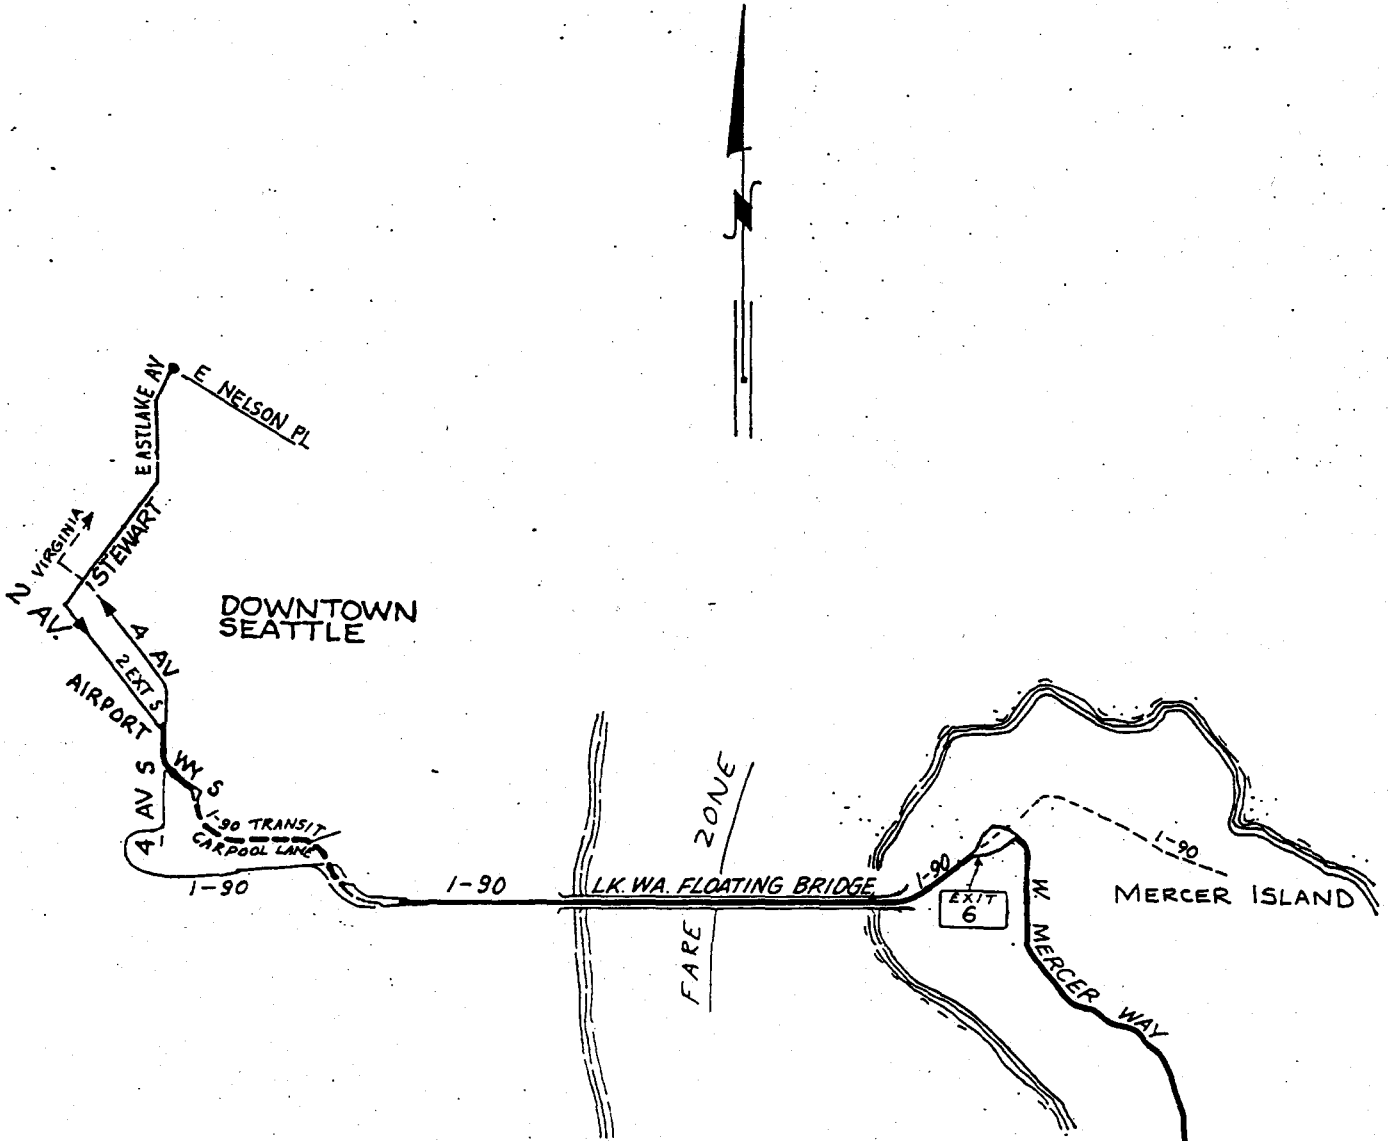 N
EASTLAKE AV
E NELSON PL
VIRGINIA
STEWART
2 AV.
DOWNTOWN
SEATTLE
4 AV
2 EXT S
AIRPORT
WY S
4 AV S
I-90 TRANSIT/
CARPOOL LANE
I-90
I-90
LK. WA. FLOATING BRIDGE
FARE ZONE
I-90
EXIT
6
I-90
MERCER ISLAND
W. MERCER WAY